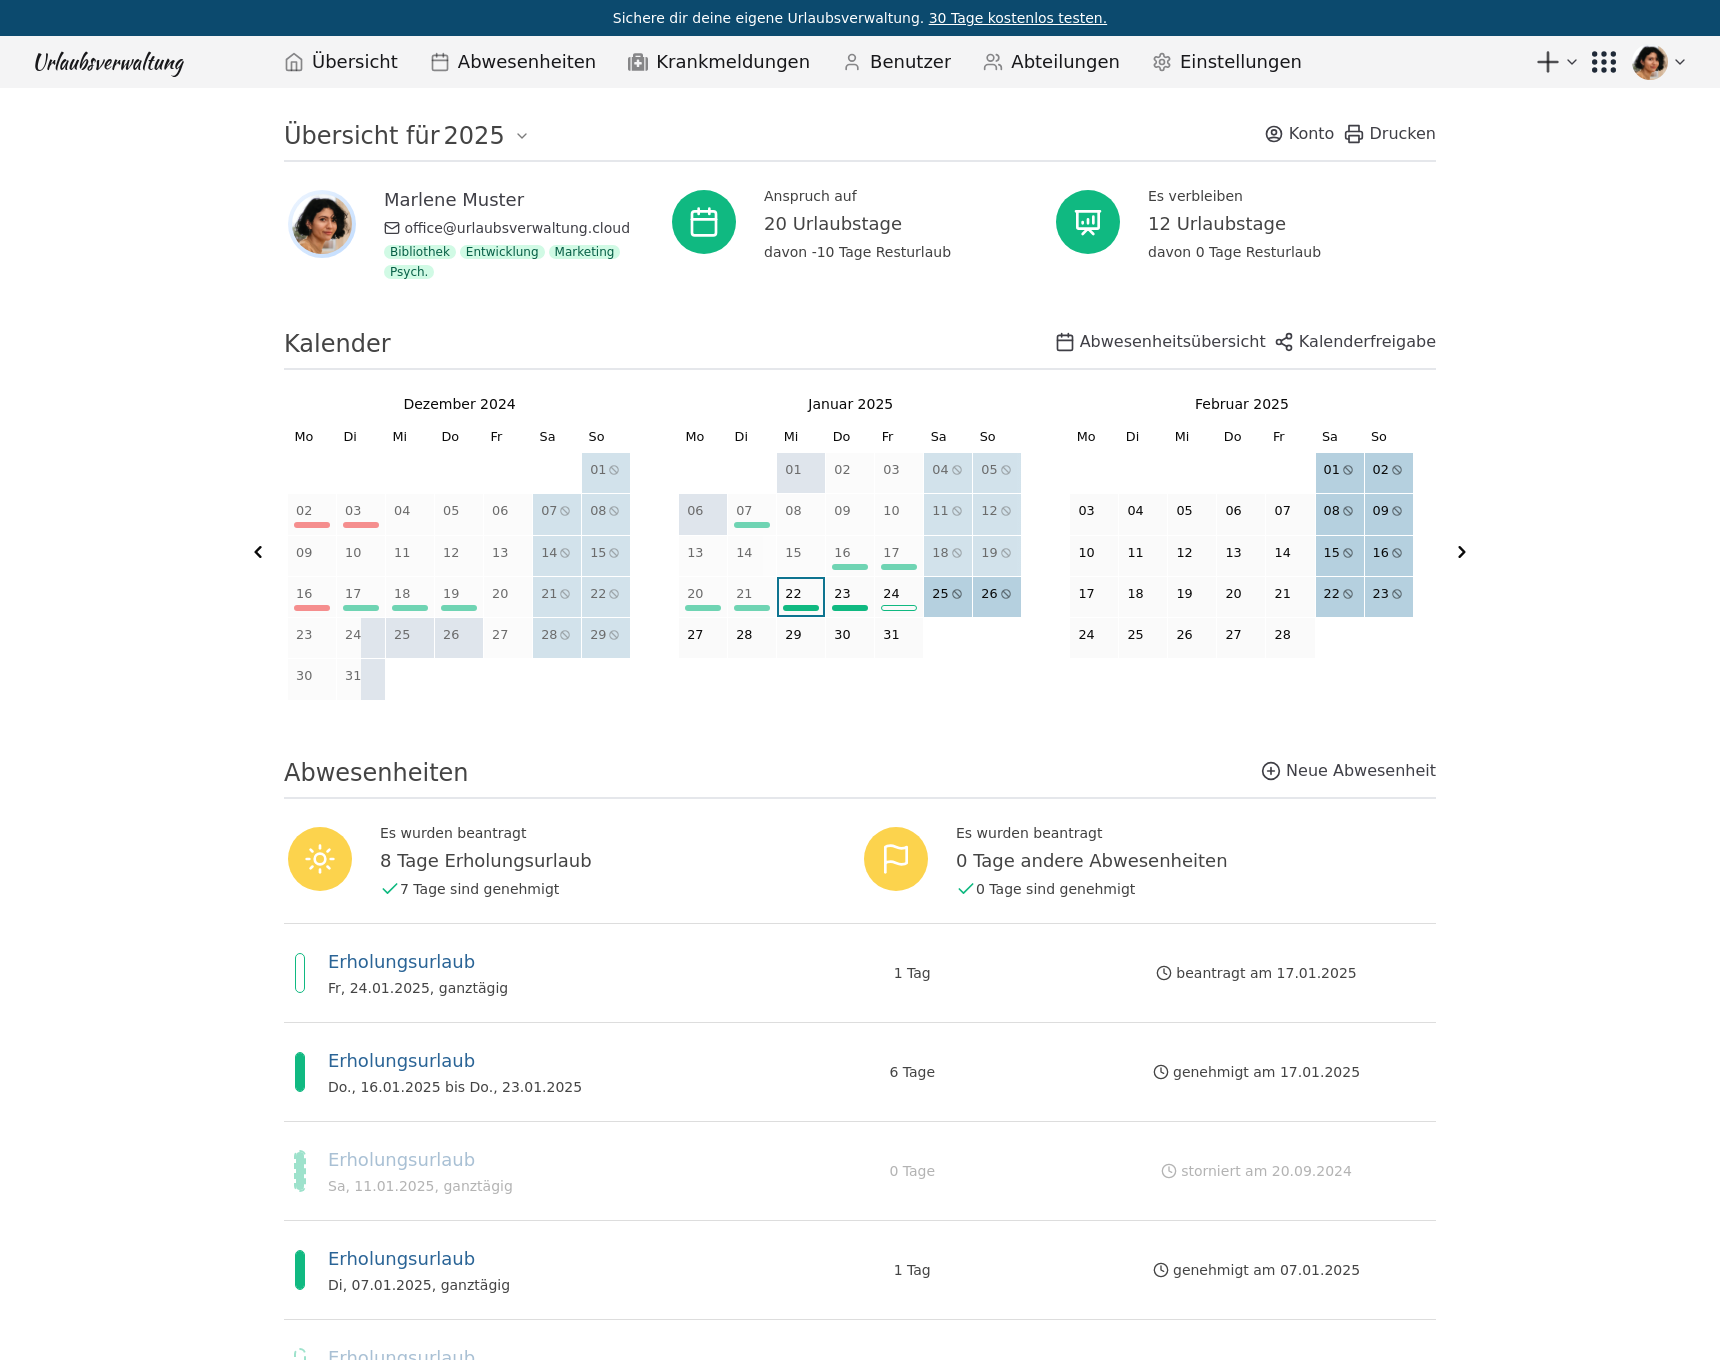 Sichere dir deine eigene Urlaubsverwaltung. 30 Tage kostenlos testen.
Urlaubsverwaltung Übersicht Abwesenheiten Krankmeldungen Benutzer Abteilungen Einstellungen
Übersicht für 2025 Konto Drucken
Marlene Muster
office@urlaubsverwaltung.cloud
Bibliothek Entwicklung Marketing
Psych.
Anspruch auf
20 Urlaubstage
davon -10 Tage Resturlaub
Es verbleiben
12 Urlaubstage
davon 0 Tage Resturlaub
Kalender Abwesenheitsübersicht Kalenderfreigabe
Dezember 2024
Mo Di Mi Do Fr Sa So
01
02 03 04 05 06 07 08
09 10 11 12 13 14 15
16 17 18 19 20 21 22
23 24 25 26 27 28 29
30 31
Januar 2025
Mo Di Mi Do Fr Sa So
01 02 03 04 05
06 07 08 09 10 11 12
13 14 15 16 17 18 19
20 21 22 23 24 25 26
27 28 29 30 31
Februar 2025
Mo Di Mi Do Fr Sa So
01 02
03 04 05 06 07 08 09
10 11 12 13 14 15 16
17 18 19 20 21 22 23
24 25 26 27 28
Abwesenheiten Neue Abwesenheit
Es wurden beantragt
8 Tage Erholungsurlaub
7 Tage sind genehmigt
Es wurden beantragt
0 Tage andere Abwesenheiten
0 Tage sind genehmigt
Erholungsurlaub
Fr, 24.01.2025, ganztägig
1 Tag
beantragt am 17.01.2025
Erholungsurlaub
Do., 16.01.2025 bis Do., 23.01.2025
6 Tage
genehmigt am 17.01.2025
Erholungsurlaub
Sa, 11.01.2025, ganztägig
0 Tage
storniert am 20.09.2024
Erholungsurlaub
Di, 07.01.2025, ganztägig
1 Tag
genehmigt am 07.01.2025
Erholungsurlaub